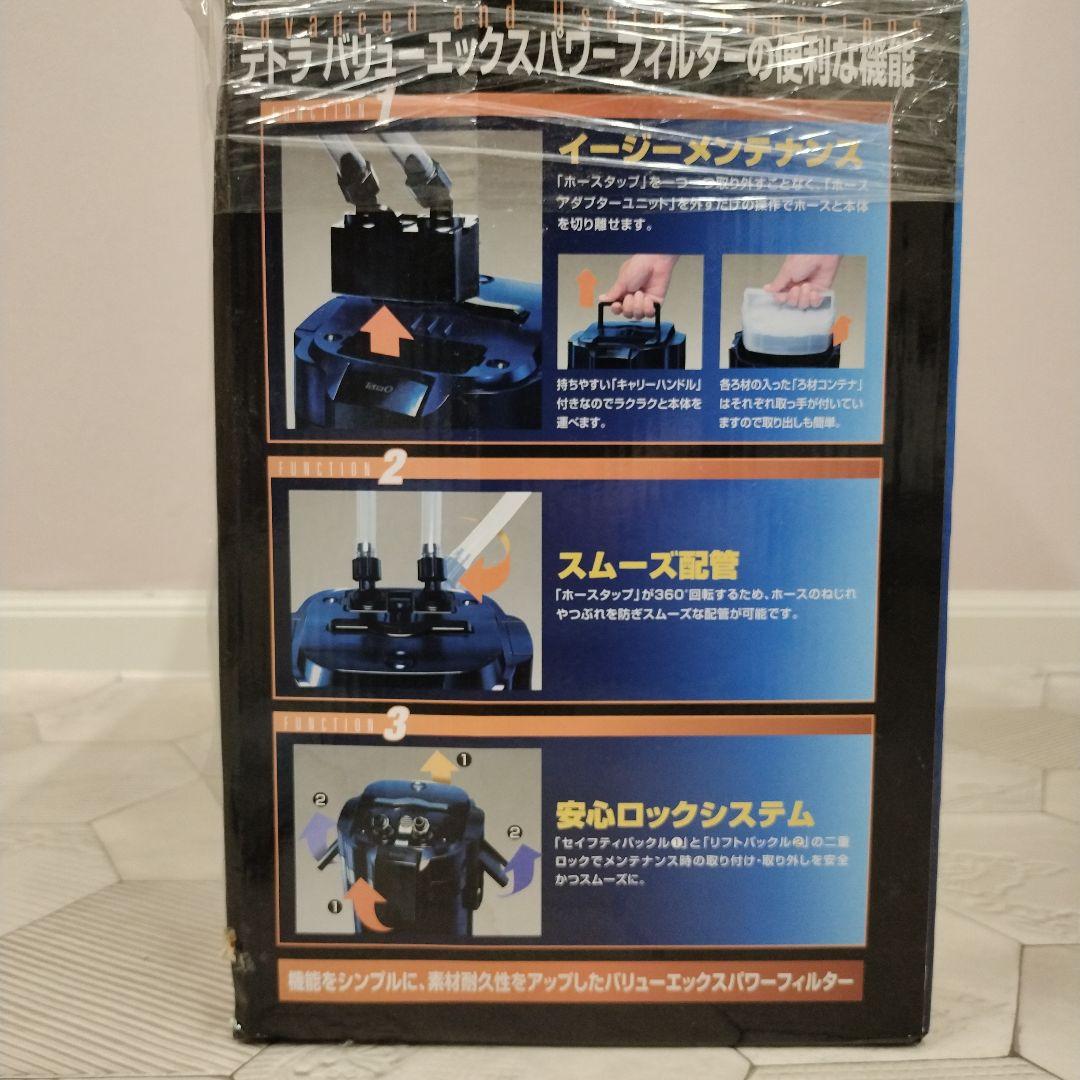 Advanced and Useful Functions
テトラ バリューエックスパワーフィルターの便利な機能
FUNCTION 1
イージーメンテナンス
「ホースタップ」を一つ一つ取り外すことなく、「ホース
アダプターユニット」を外すだけの操作でホースと本体
を切り離せます。
Tetra
持ちやすい「キャリーハンドル」
付きなのでラクラクと本体を
運べます。
各ろ材の入った「ろ材コンテナ」
はそれぞれ取っ手が付いてい
ますので取り出しも簡単。
FUNCTION 2
スムーズ配管
「ホースタップ」が360°回転するため、ホースのねじれ
やつぶれを防ぎスムーズな配管が可能です。
FUNCTION 3
❶
❷
❷
❶
安心ロックシステム
「セイフティバックル❶」と「リフトバックル❷」の二重
ロックでメンテナンス時の取り付け・取り外しを安全
かつスムーズに。
機能をシンプルに、素材耐久性をアップしたバリューエックスパワーフィルター